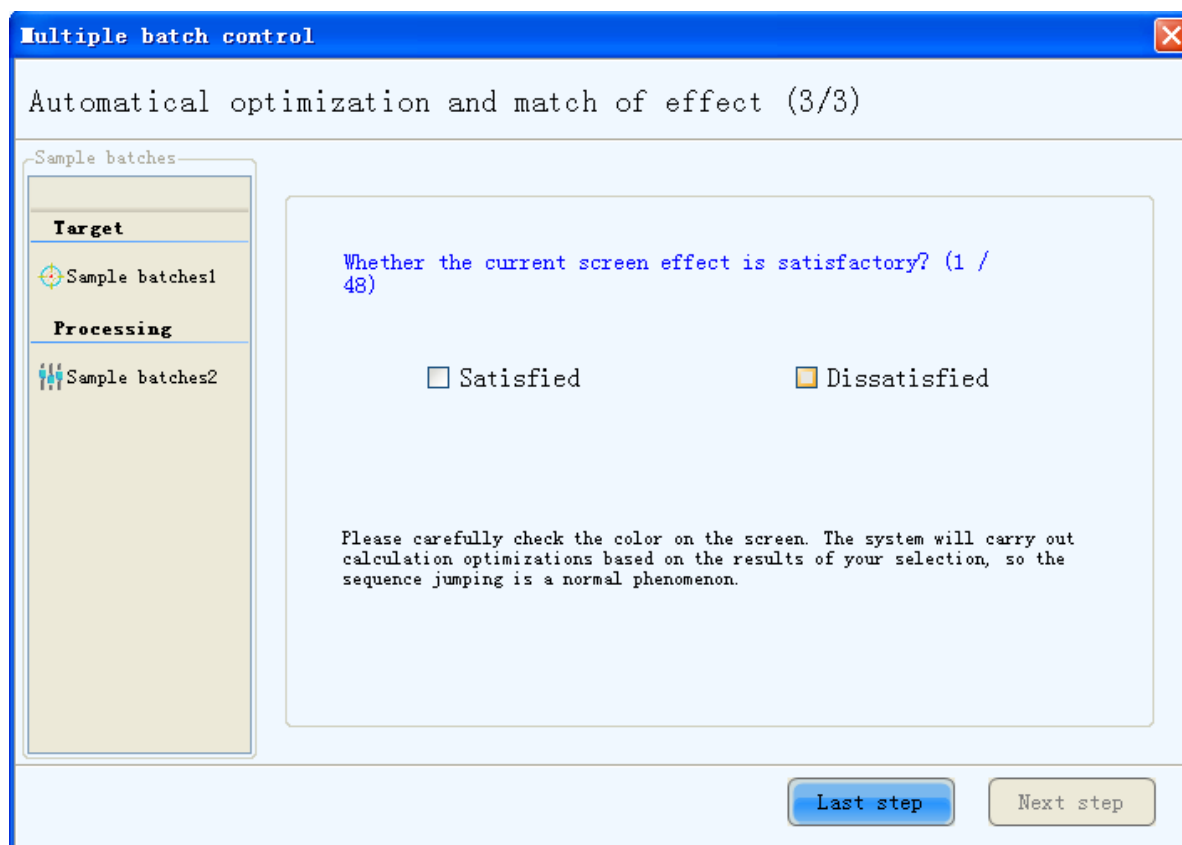 Multiple batch control
Automatical optimization and match of effect (3/3)
Sample batches
Target
Sample batches1
Processing
Sample batches2
Whether the current screen effect is satisfactory? (1 /
48)
Satisfied
Dissatisfied
Please carefully check the color on the screen. The system will carry out
calculation optimizations based on the results of your selection, so the
sequence jumping is a normal phenomenon.
Last step
Next step